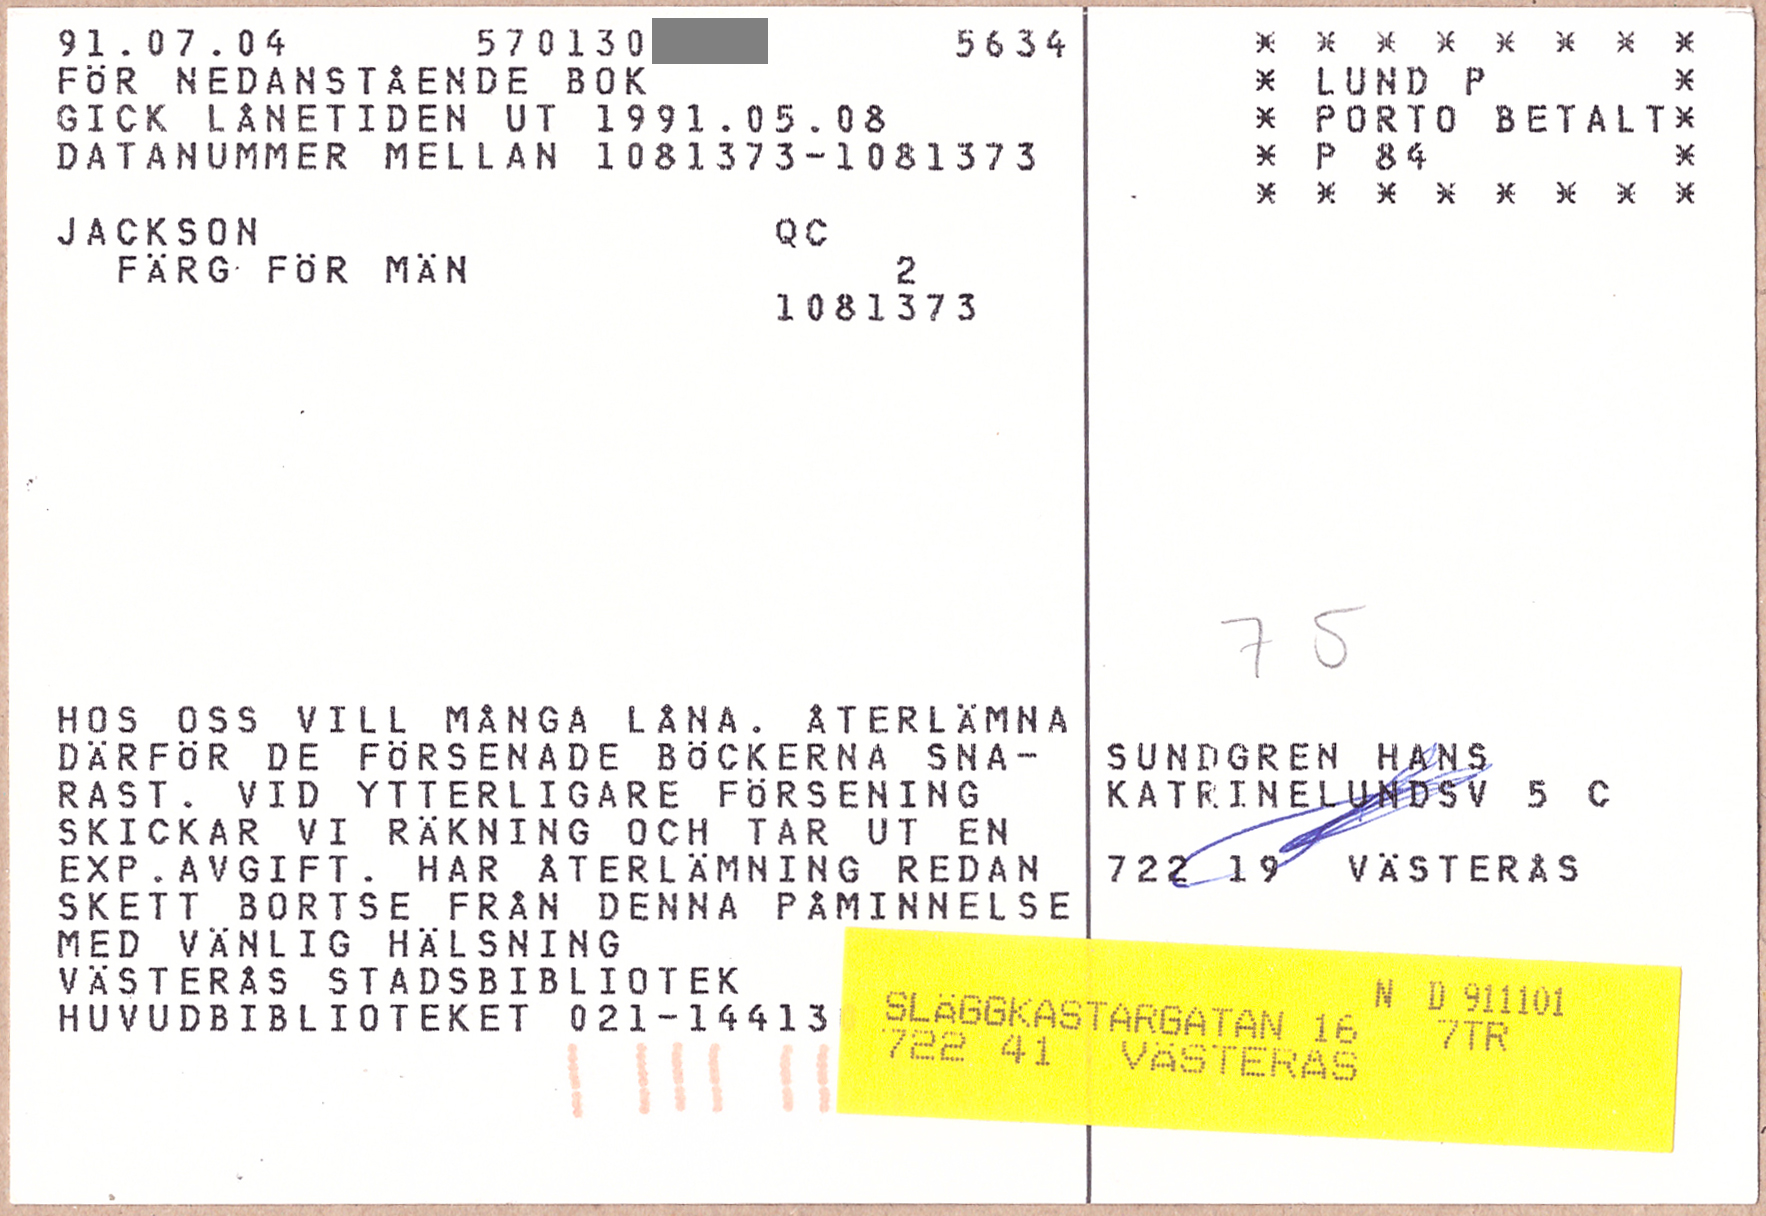 91.07.04 570130 5634
FÖR NEDANSTÅENDE BOK
GICK LÅNETIDEN UT 1991.05.08
DATANUMMER MELLAN 1081373-1081373
JACKSON QC
FÄRG FÖR MÄN 2
1081373
HOS OSS VILL MÅNGA LÅNA. ÅTERLÄMNA
DÄRFÖR DE FÖRSENADE BÖCKERNA SNA-
RAST. VID YTTERLIGARE FÖRSENING
SKICKAR VI RÄKNING OCH TAR UT EN
EXP.AVGIFT. HAR ÅTERLÄMNING REDAN
SKETT BORTSE FRÅN DENNA PÅMINNELSE
MED VÄNLIG HÄLSNING
VÄSTERÅS STADSBIBLIOTEK
HUVUDBIBLIOTEKET 021-144130
* * * * * * * *
* LUND P *
* PORTO BETALT*
* P 84 *
* * * * * * * *
75
SUNDGREN HANS
KATRINELUNDSV 5 C
722 19 VÄSTERÅS
N D 911101
SLÄGGKASTARGATAN 16 7TR
722 41 VÄSTERÅS